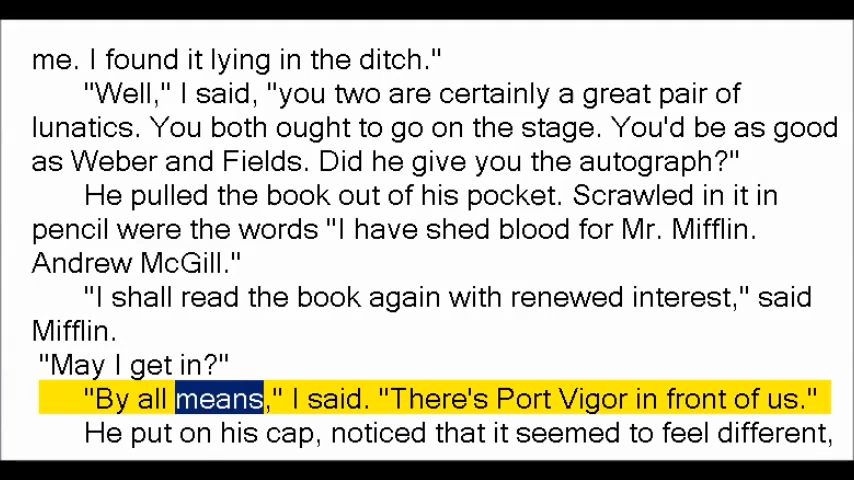 me. I found it lying in the ditch."
"Well," I said, "you two are certainly a great pair of
lunatics. You both ought to go on the stage. You'd be as good
as Weber and Fields. Did he give you the autograph?"
He pulled the book out of his pocket. Scrawled in it in
pencil were the words "I have shed blood for Mr. Mifflin.
Andrew McGill."
"I shall read the book again with renewed interest," said
Mifflin.
"May I get in?"
"By all means," I said. "There's Port Vigor in front of us."
He put on his cap, noticed that it seemed to feel different,